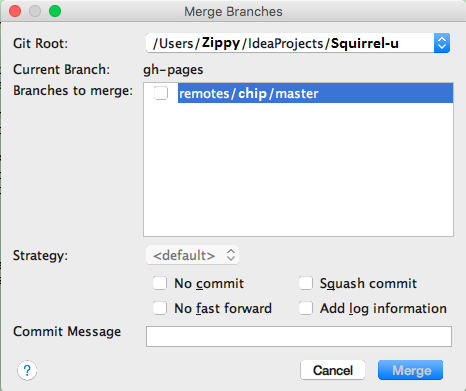 Merge Branches
Git Root: /Users/Zippy/IdeaProjects/Squirrel-u
Current Branch: gh-pages
Branches to merge: remotes/chip/master
Strategy: <default>
No commit Squash commit
No fast forward Add log information
Commit Message
? Cancel Merge